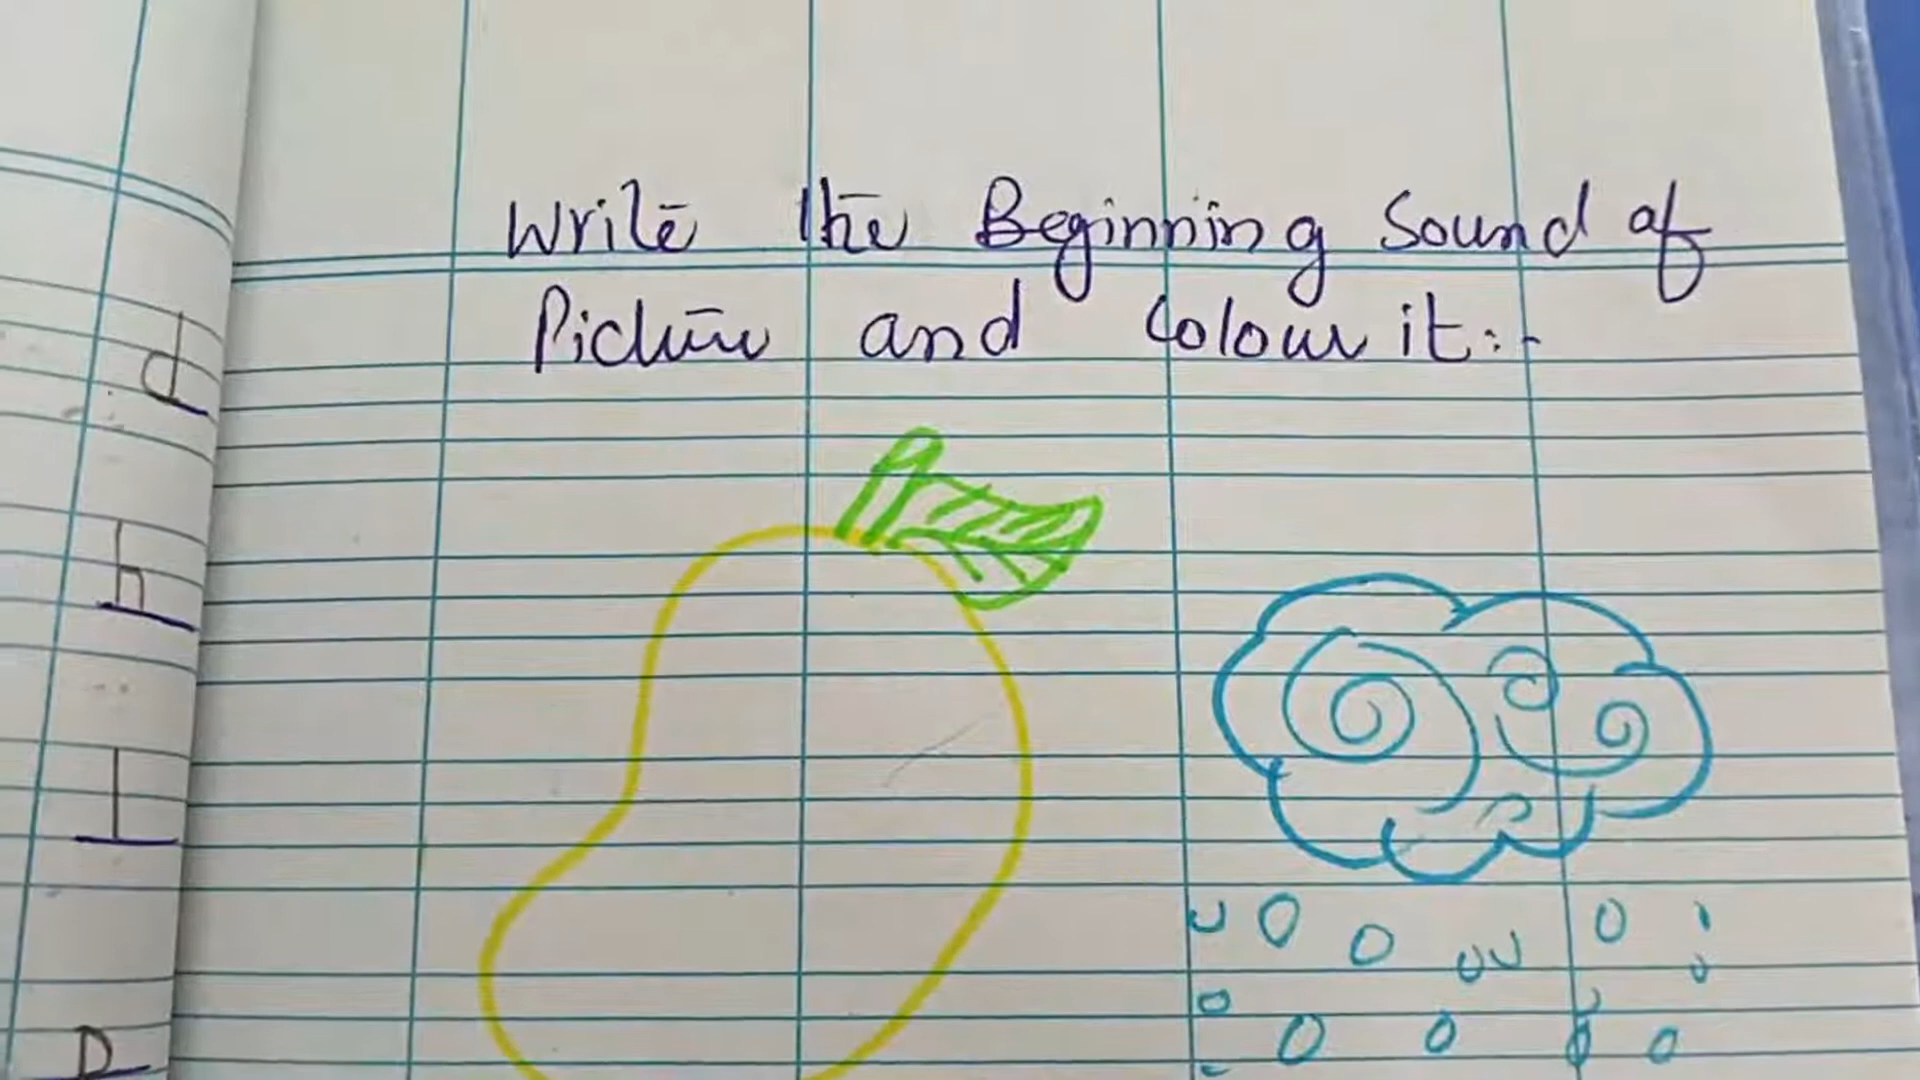 Write the Beginning Sound of
Picture and Colour it:-
d
h
l
p